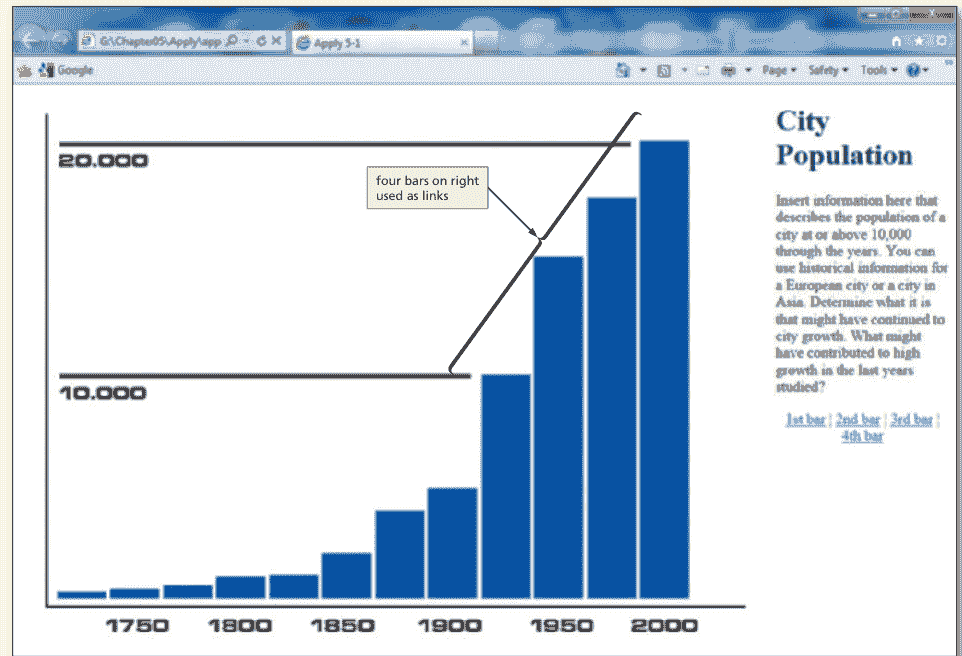 G:\Chapter05\Apply\app
Apply 5-1
Google
Page
Safety
Tools
20.000
four bars on right
used as links
10.000
1750 1800 1850 1900 1950 2000
City
Population
Insert information here that
describes the population of a
city at or above 10,000
through the years. You can
use historical information for
a European city or a city in
Asia. Determine what it is
that might have continued to
city growth. What might
have contributed to high
growth in the last years
studied?
1st bar | 2nd bar | 3rd bar |
4th bar